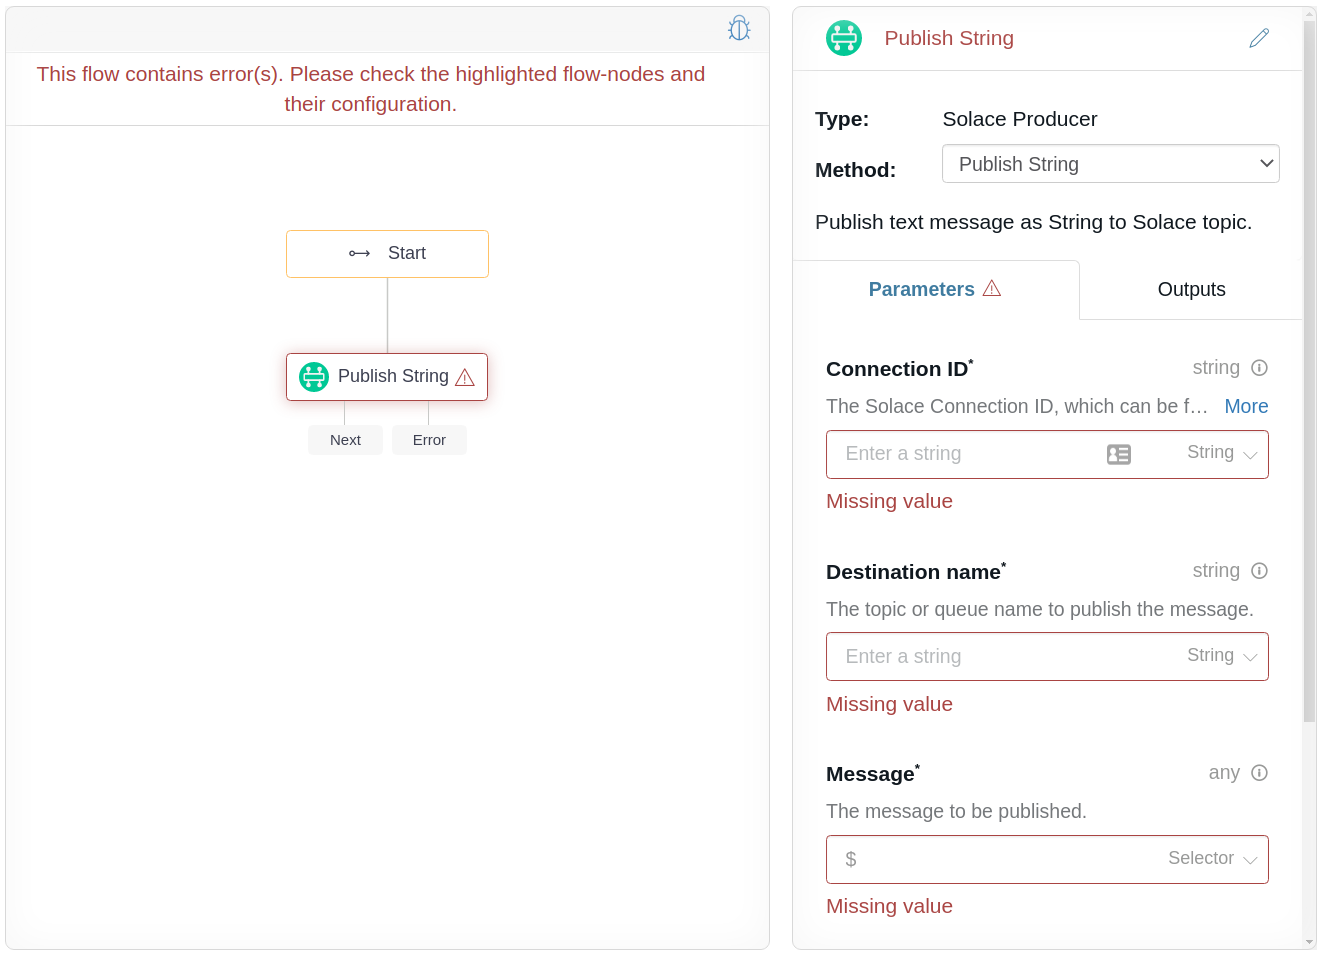 This flow contains error(s). Please check the highlighted flow-nodes and
their configuration.
Start
Publish String
Next
Error
Publish String
Type:
Solace Producer
Method:
Publish String
Publish text message as String to Solace topic.
Parameters
Outputs
Connection ID*
string
The Solace Connection ID, which can be f... More
Enter a string
String
Missing value
Destination name*
string
The topic or queue name to publish the message.
Enter a string
String
Missing value
Message*
any
The message to be published.
$
Selector
Missing value